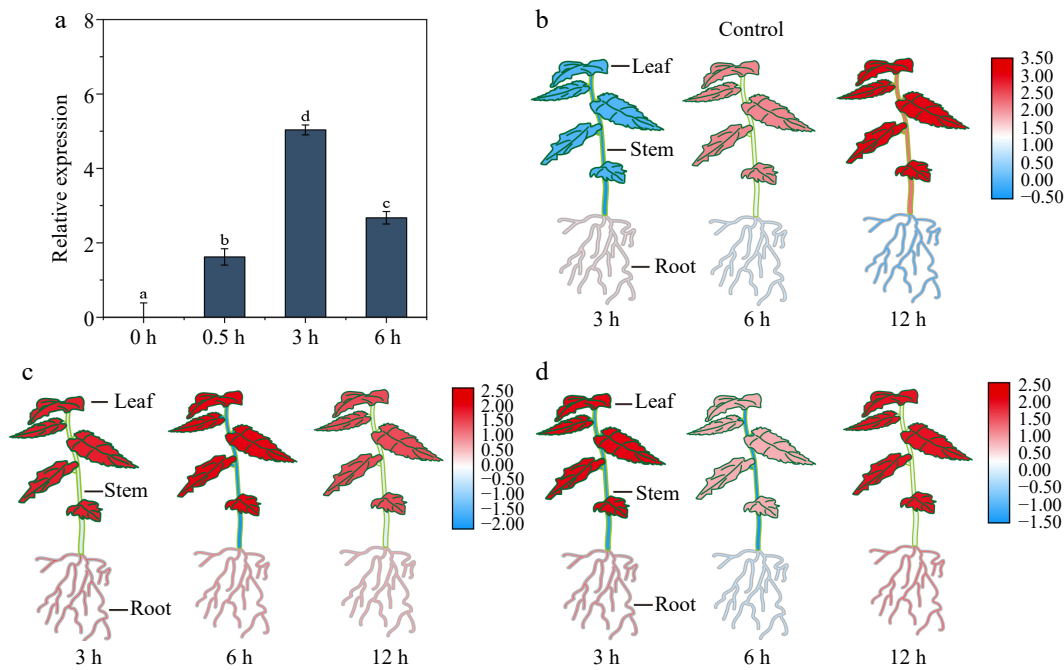 a
Relative expression
8
6
4
2
0
a
b
d
c
0 h
0.5 h
3 h
6 h
b
Control
Leaf
Stem
Root
3 h
6 h
12 h
3.50
3.00
2.50
2.00
1.50
1.00
0.50
0.00
−0.50
c
Leaf
Stem
Root
3 h
6 h
12 h
2.50
2.00
1.50
1.00
0.50
0.00
−0.50
−1.00
−1.50
−2.00
d
Leaf
Stem
Root
3 h
6 h
12 h
2.50
2.00
1.50
1.00
0.50
0.00
−0.50
−1.00
−1.50